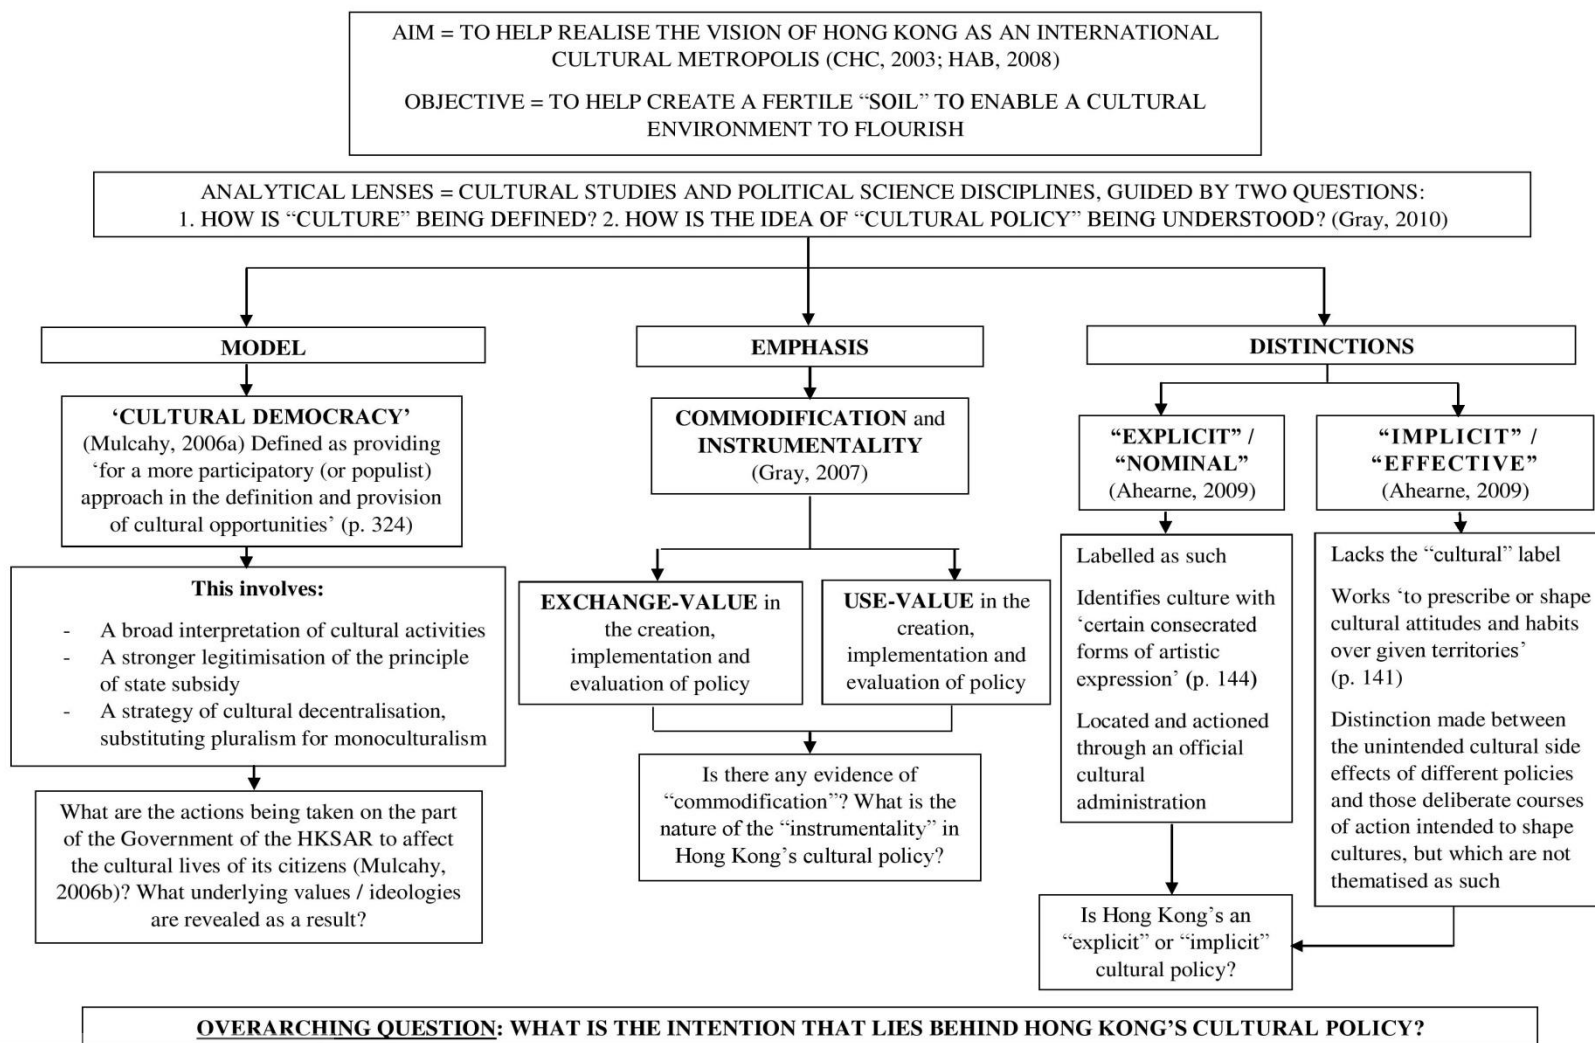 AIM = TO HELP REALISE THE VISION OF HONG KONG AS AN INTERNATIONAL
CULTURAL METROPOLIS (CHC, 2003; HAB, 2008)
OBJECTIVE = TO HELP CREATE A FERTILE “SOIL” TO ENABLE A CULTURAL
ENVIRONMENT TO FLOURISH
ANALYTICAL LENSES = CULTURAL STUDIES AND POLITICAL SCIENCE DISCIPLINES, GUIDED BY TWO QUESTIONS:
1. HOW IS “CULTURE” BEING DEFINED? 2. HOW IS THE IDEA OF “CULTURAL POLICY” BEING UNDERSTOOD? (Gray, 2010)
MODEL
‘CULTURAL DEMOCRACY’
(Mulcahy, 2006a) Defined as providing
‘for a more participatory (or populist)
approach in the definition and provision
of cultural opportunities’ (p. 324)
This involves:
- A broad interpretation of cultural activities
- A stronger legitimisation of the principle
of state subsidy
- A strategy of cultural decentralisation,
substituting pluralism for monoculturalism
What are the actions being taken on the part
of the Government of the HKSAR to affect
the cultural lives of its citizens (Mulcahy,
2006b)? What underlying values / ideologies
are revealed as a result?
EMPHASIS
COMMODIFICATION and
INSTRUMENTALITY
(Gray, 2007)
EXCHANGE-VALUE in
the creation,
implementation and
evaluation of policy
USE-VALUE in the
creation,
implementation and
evaluation of policy
Is there any evidence of
“commodification”? What is the
nature of the “instrumentality” in
Hong Kong’s cultural policy?
DISTINCTIONS
“EXPLICIT” /
“NOMINAL”
(Ahearne, 2009)
Labelled as such
Identifies culture with
‘certain consecrated
forms of artistic
expression’ (p. 144)
Located and actioned
through an official
cultural
administration
“IMPLICIT” /
“EFFECTIVE”
(Ahearne, 2009)
Lacks the “cultural” label
Works ‘to prescribe or shape
cultural attitudes and habits
over given territories’
(p. 141)
Distinction made between
the unintended cultural side
effects of different policies
and those deliberate courses
of action intended to shape
cultures, but which are not
thematised as such
Is Hong Kong’s an
“explicit” or “implicit”
cultural policy?
OVERARCHING QUESTION: WHAT IS THE INTENTION THAT LIES BEHIND HONG KONG’S CULTURAL POLICY?